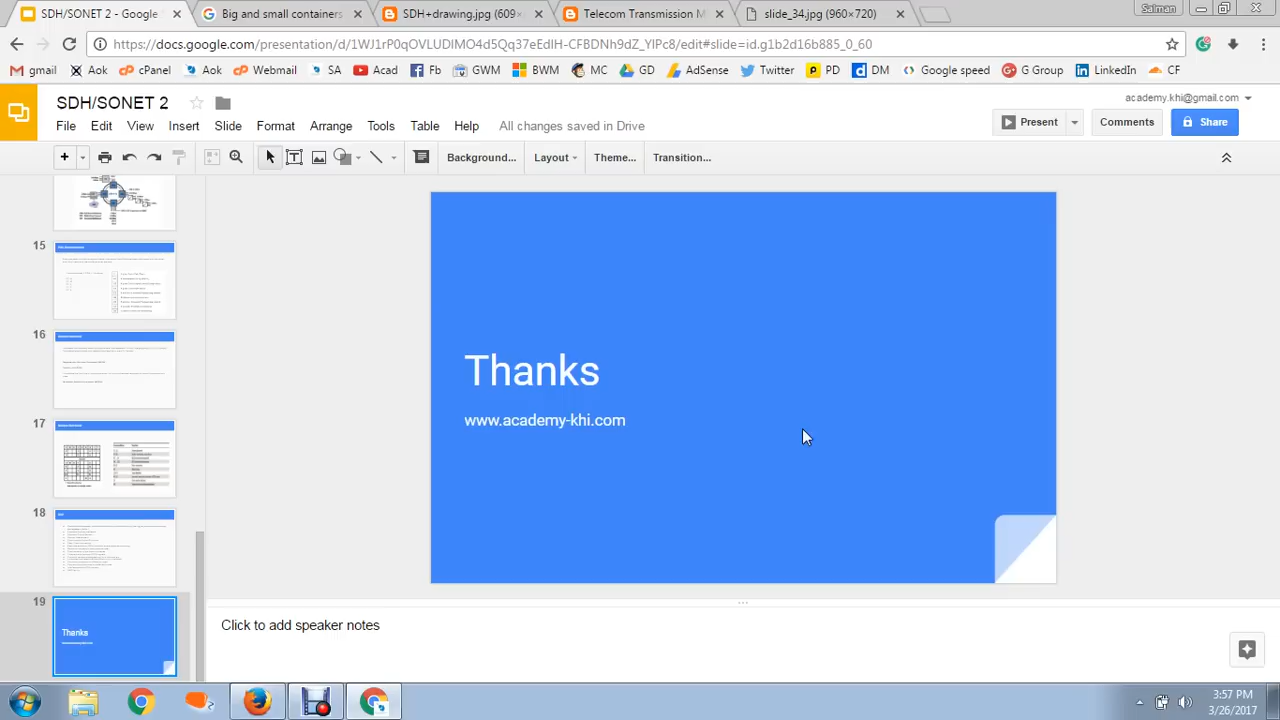 SDH/SONET 2 - Google
Big and small containers
SDH+drawing.jpg (609×
Telecom Transmission M
slide_34.jpg (960×720)
Salman
https://docs.google.com/presentation/d/1WJ1rP0qOVLUDIMO4d5Qq37eEdIH-CFBDNh9dZ_YIPc8/edit#slide=id.g1b2d16b885_0_60
gmail Aok cPanel Aok Webmail SA Acad Fb GWM BWM MC GD AdSense Twitter PD DM Google speed G Group LinkedIn CF
SDH/SONET 2
academy.khi@gmail.com
File Edit View Insert Slide Format Arrange Tools Table Help All changes saved in Drive
Present Comments Share
Background... Layout Theme... Transition...
15
16
17
18
19
Thanks
Thanks
www.academy-khi.com
Click to add speaker notes
3:57 PM
3/26/2017